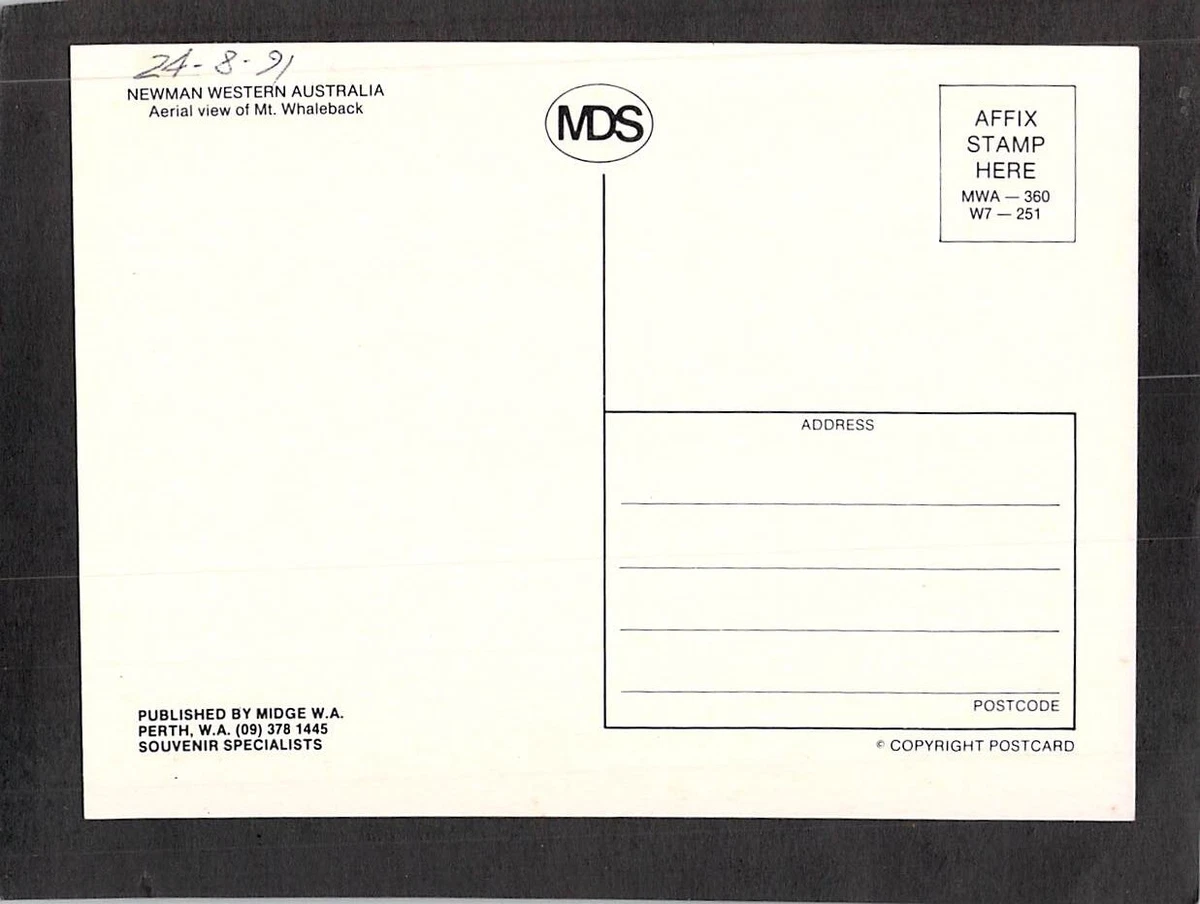 24-8-91
NEWMAN WESTERN AUSTRALIA
Aerial view of Mt. Whaleback
MDS
AFFIX
STAMP
HERE
MWA — 360
W7 — 251
ADDRESS
POSTCODE
PUBLISHED BY MIDGE W.A.
PERTH, W.A. (09) 378 1445
SOUVENIR SPECIALISTS
© COPYRIGHT POSTCARD